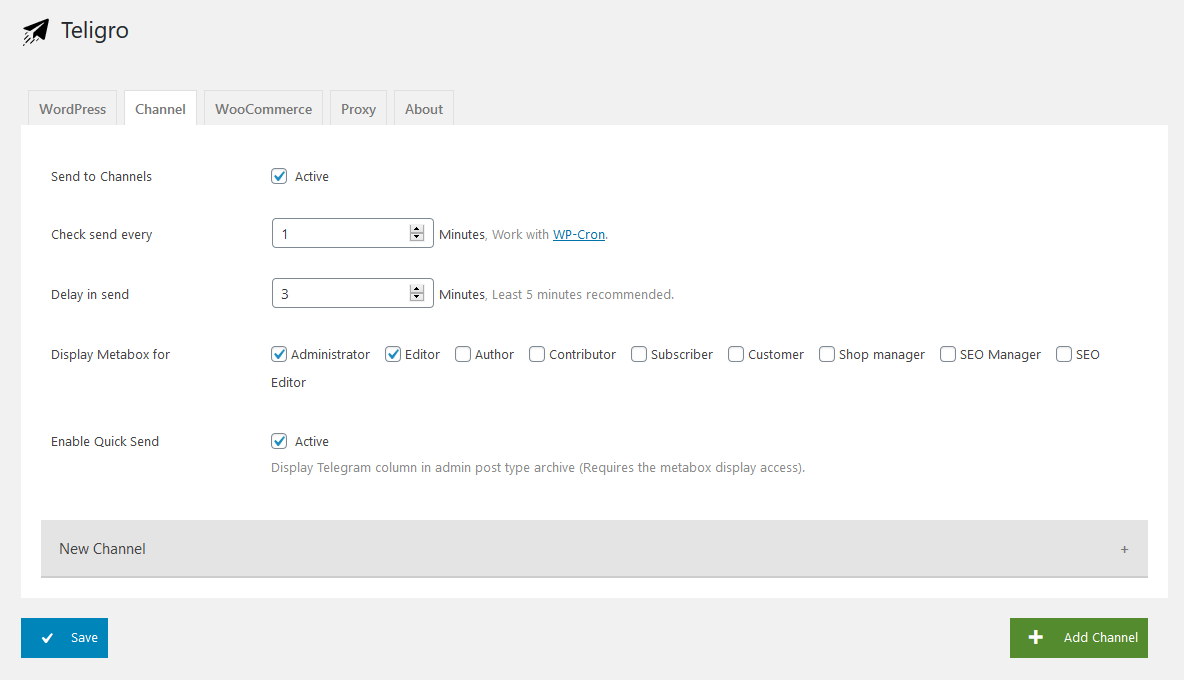 Teligro
WordPress Channel WooCommerce Proxy About
Send to Channels Active
Check send every 1 Minutes, Work with WP-Cron.
Delay in send 3 Minutes, Least 5 minutes recommended.
Display Metabox for Administrator Editor Author Contributor Subscriber Customer Shop manager SEO Manager SEO
Editor
Enable Quick Send Active
Display Telegram column in admin post type archive (Requires the metabox display access).
New Channel +
Save Add Channel